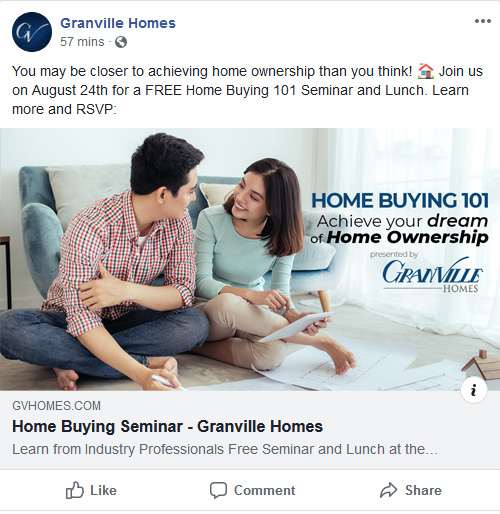 Granville Homes
57 mins ·
You may be closer to achieving home ownership than you think! Join us
on August 24th for a FREE Home Buying 101 Seminar and Lunch. Learn
more and RSVP:
HOME BUYING 101
Achieve your dream
of Home Ownership
presented by
GRANVILLE
HOMES
GVHOMES.COM
Home Buying Seminar - Granville Homes
Learn from Industry Professionals Free Seminar and Lunch at the…
Like
Comment
Share